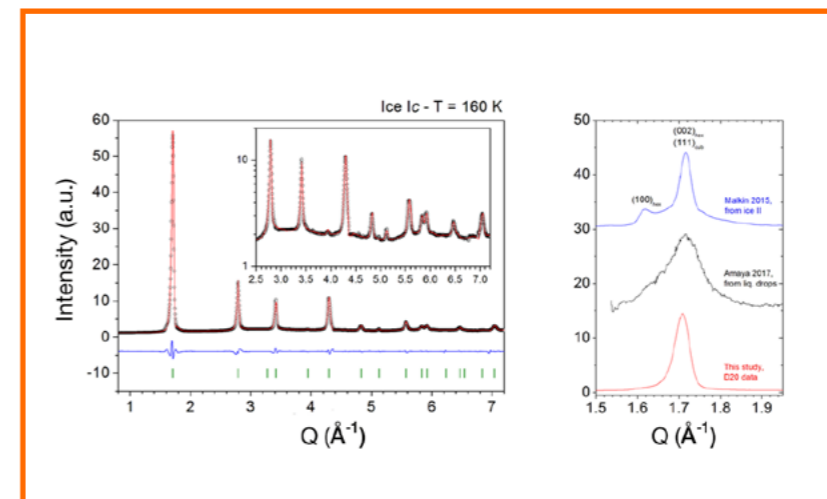 Ice Ic - T = 160 K
Intensity (a.u.)
60
50
40
30
20
10
0
-10
10
1
2.5 3.0 3.5 4.0 4.5 5.0 5.5 6.0 6.5 7.0
1 2 3 4 5 6 7
Q (Å⁻¹)
50
40
30
20
10
0
(002)hex
(111)cub
(100)hex
Malkin 2015,
from ice II
Amaya 2017,
from liq. drops
This study,
D20 data
1.5 1.6 1.7 1.8 1.9
Q (Å⁻¹)